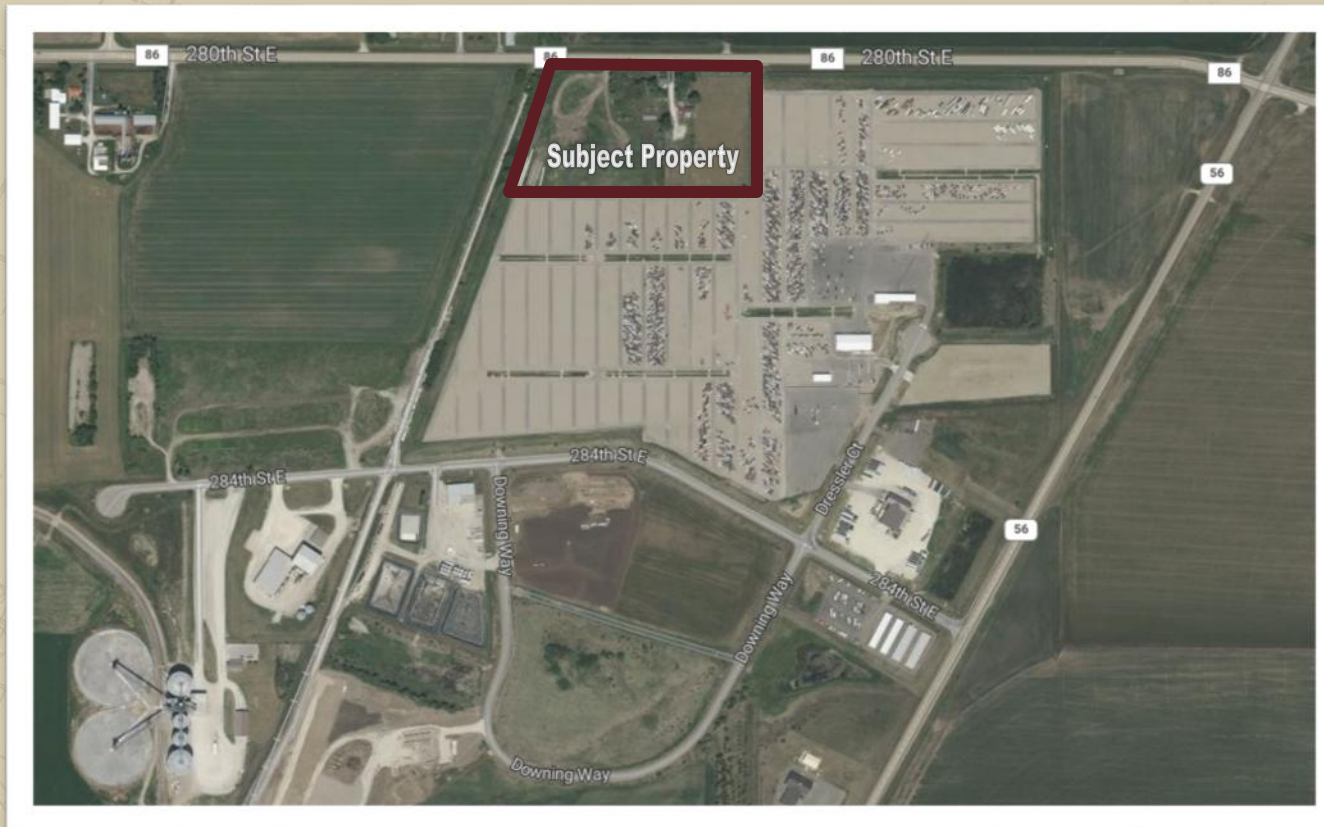 86 280th St E
86
86 280th St E
86
Subject Property
56
284th St E
284th St E
Downing Way
Dressler Ct
56
284th St E
Downing Way
Downing Way